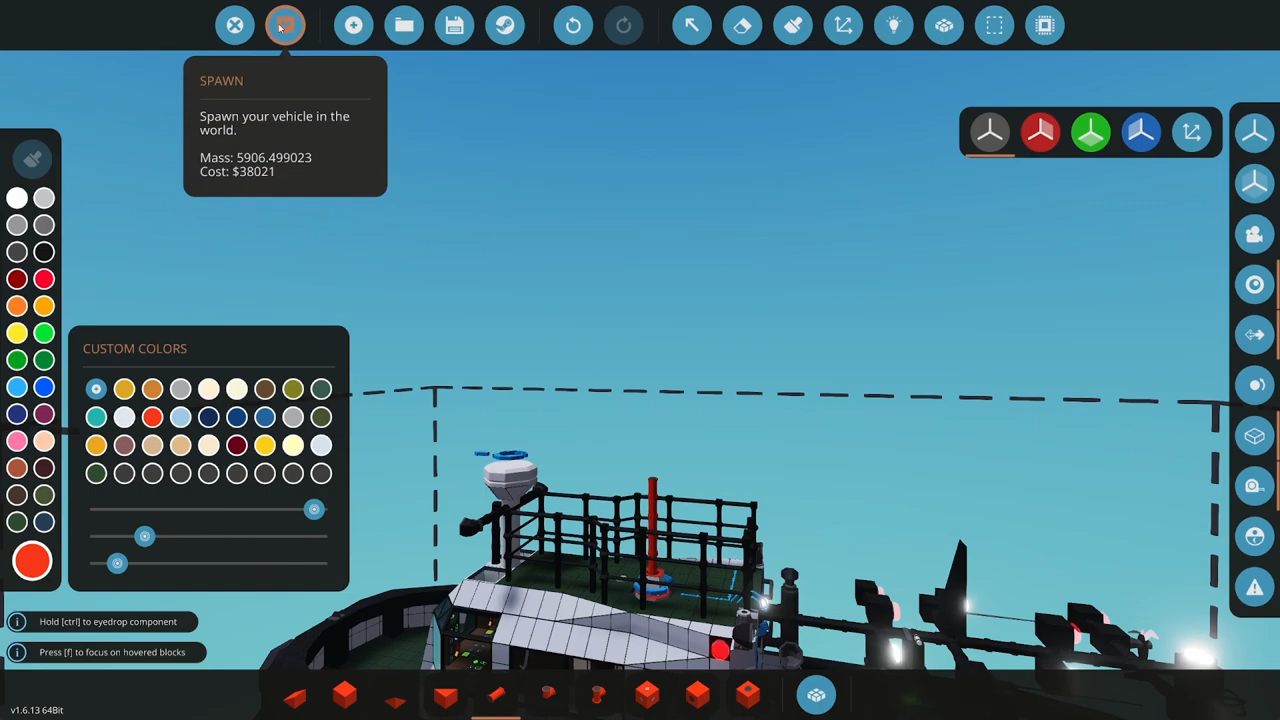 SPAWN
Spawn your vehicle in the
world.
Mass: 5906.499023
Cost: $38021
CUSTOM COLORS
Hold [ctrl] to eyedrop component
Press [f] to focus on hovered blocks
v1.6.13 64Bit